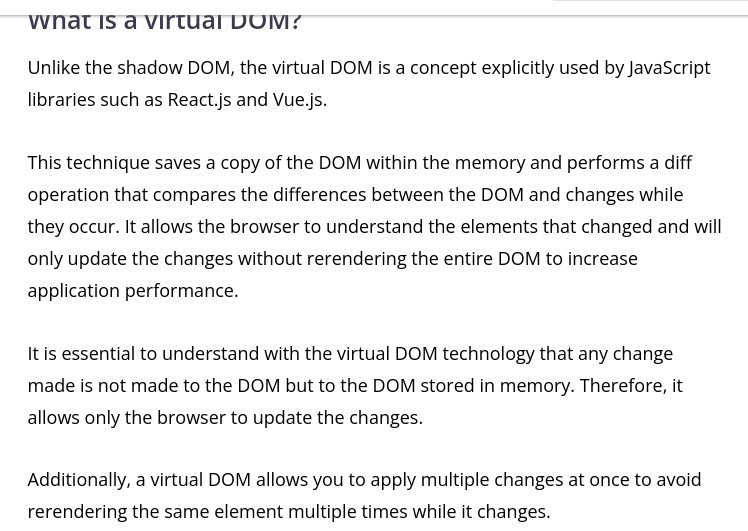 What is a virtual DOM?
Unlike the shadow DOM, the virtual DOM is a concept explicitly used by JavaScript
libraries such as React.js and Vue.js.
This technique saves a copy of the DOM within the memory and performs a diff
operation that compares the differences between the DOM and changes while
they occur. It allows the browser to understand the elements that changed and will
only update the changes without rerendering the entire DOM to increase
application performance.
It is essential to understand with the virtual DOM technology that any change
made is not made to the DOM but to the DOM stored in memory. Therefore, it
allows only the browser to update the changes.
Additionally, a virtual DOM allows you to apply multiple changes at once to avoid
rerendering the same element multiple times while it changes.